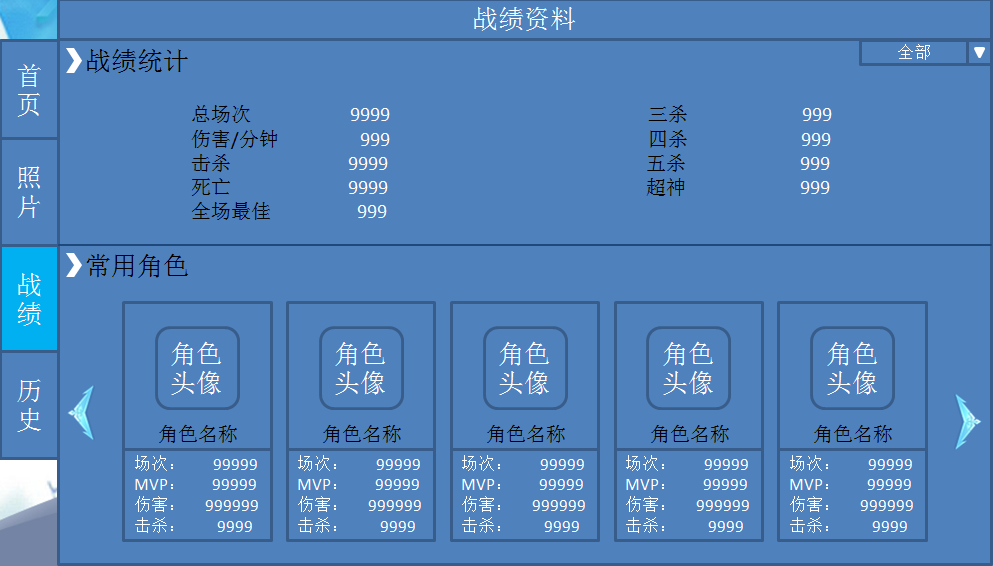 战绩资料
首页
照片
战绩
历史
战绩统计
全部
总场次 9999
伤害/分钟 999
击杀 9999
死亡 9999
全场最佳 999
三杀 999
四杀 999
五杀 999
超神 999
常用角色
角色
头像
角色名称
场次: 99999
MVP: 99999
伤害: 999999
击杀: 9999
角色
头像
角色名称
场次: 99999
MVP: 99999
伤害: 999999
击杀: 9999
角色
头像
角色名称
场次: 99999
MVP: 99999
伤害: 999999
击杀: 9999
角色
头像
角色名称
场次: 99999
MVP: 99999
伤害: 999999
击杀: 9999
角色
头像
角色名称
场次: 99999
MVP: 99999
伤害: 999999
击杀: 9999